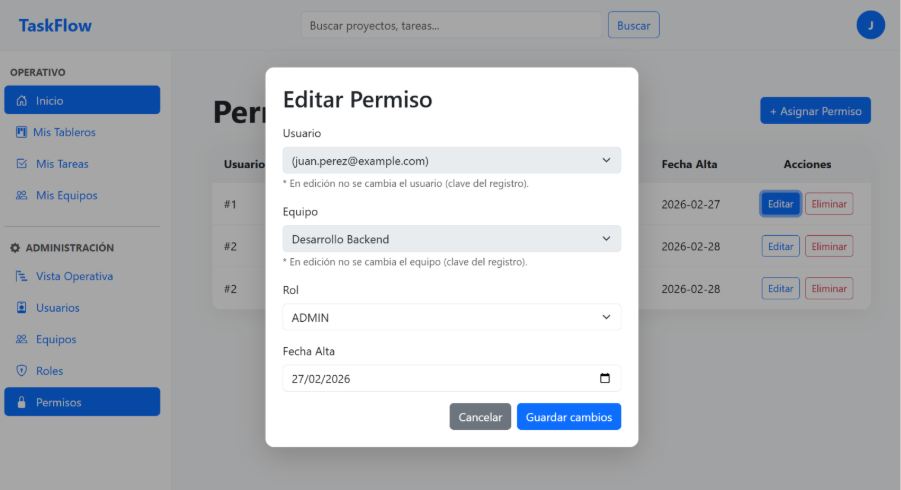 TaskFlow
Buscar proyectos, tareas...
Buscar
J
OPERATIVO
Inicio
Mis Tableros
Mis Tareas
Mis Equipos
ADMINISTRACIÓN
Vista Operativa
Usuarios
Equipos
Roles
Permisos
+ Asignar Permiso
Usuario
Fecha Alta
Acciones
#1
2026-02-27
Editar
Eliminar
#2
2026-02-28
Editar
Eliminar
#2
2026-02-28
Editar
Eliminar
Editar Permiso
Usuario
(juan.perez@example.com)
* En edición no se cambia el usuario (clave del registro).
Equipo
Desarrollo Backend
* En edición no se cambia el equipo (clave del registro).
Rol
ADMIN
Fecha Alta
27/02/2026
Cancelar
Guardar cambios